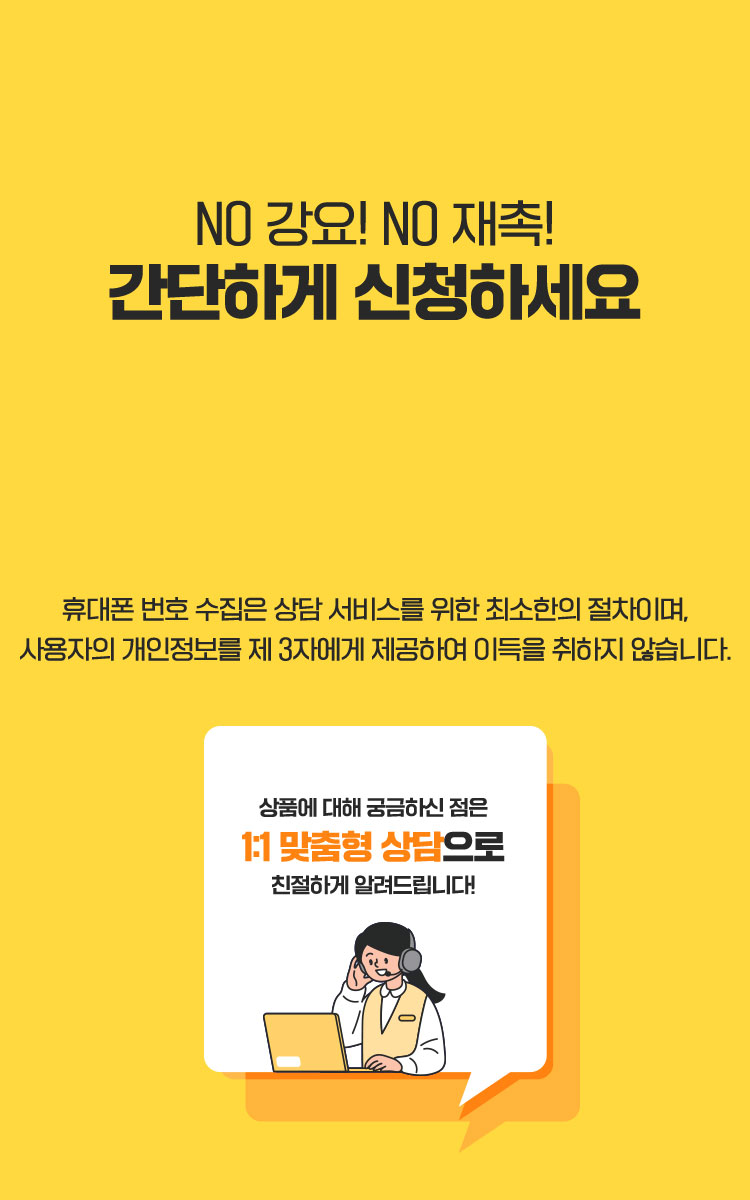 NO 강요! NO 재촉!
간단하게 신청하세요
휴대폰 번호 수집은 상담 서비스를 위한 최소한의 절차이며,
사용자의 개인정보를 제 3자에게 제공하여 이득을 취하지 않습니다.
상품에 대해 궁금하신 점은
1:1 맞춤형 상담으로
친절하게 알려드립니다!